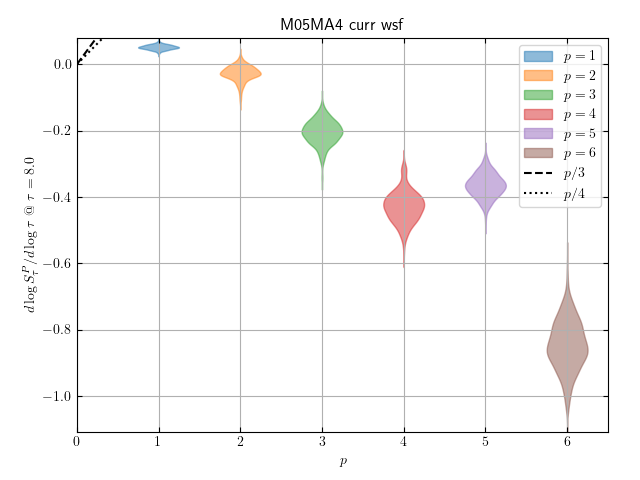 M05MA4 curr wsf
d log S_τ^P / d log τ @ τ = 8.0
0.0
−0.2
−0.4
−0.6
−0.8
−1.0
0 1 2 3 4 5 6
p
p = 1
p = 2
p = 3
p = 4
p = 5
p = 6
p/3
p/4